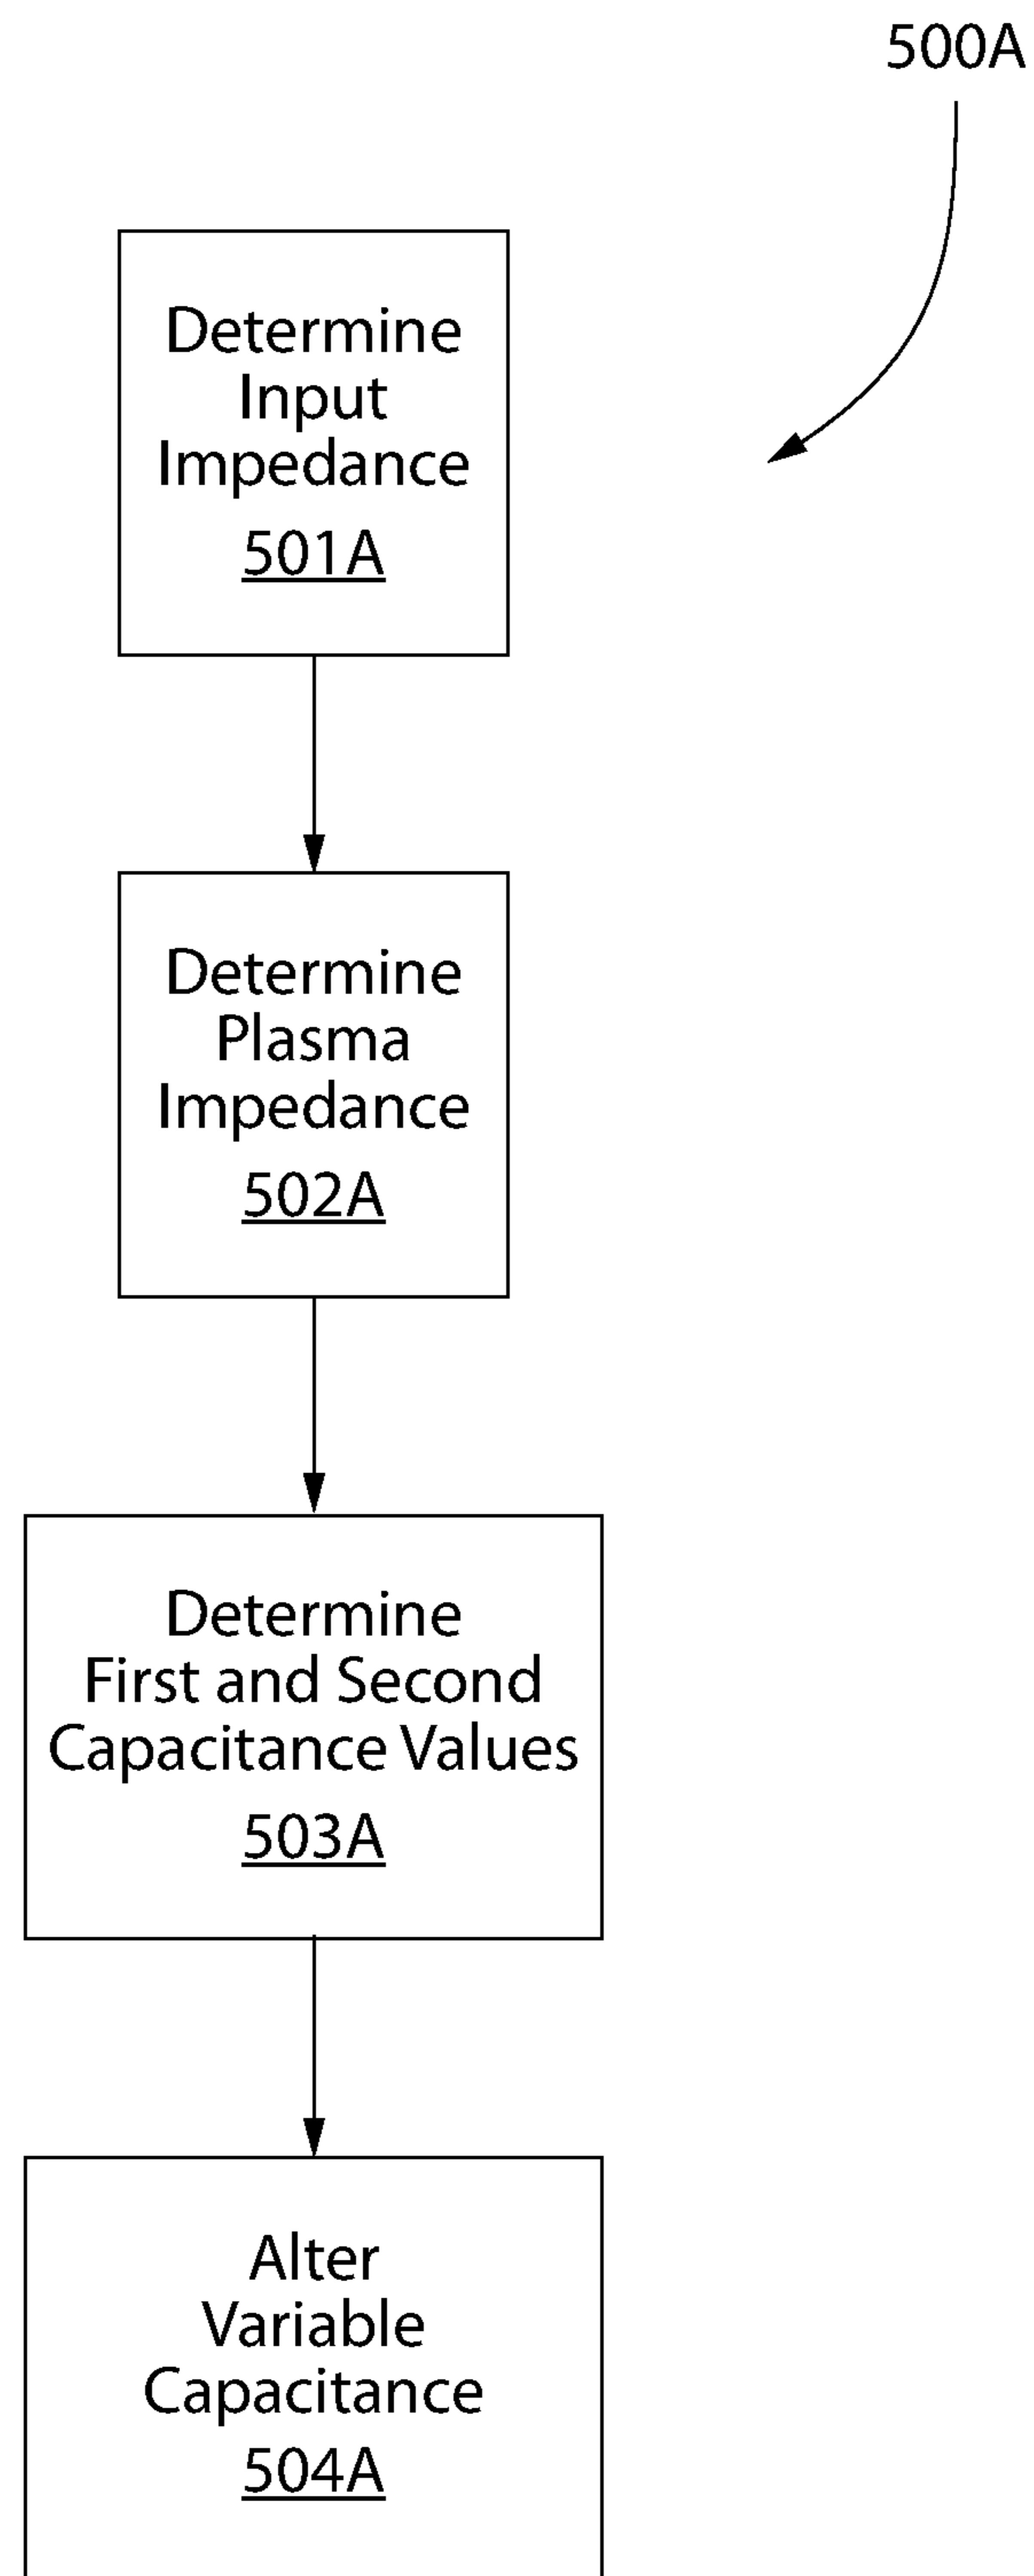 500A
Determine
Input
Impedance
501A
Determine
Plasma
Impedance
502A
Determine
First and Second
Capacitance Values
503A
Alter
Variable
Capacitance
504A